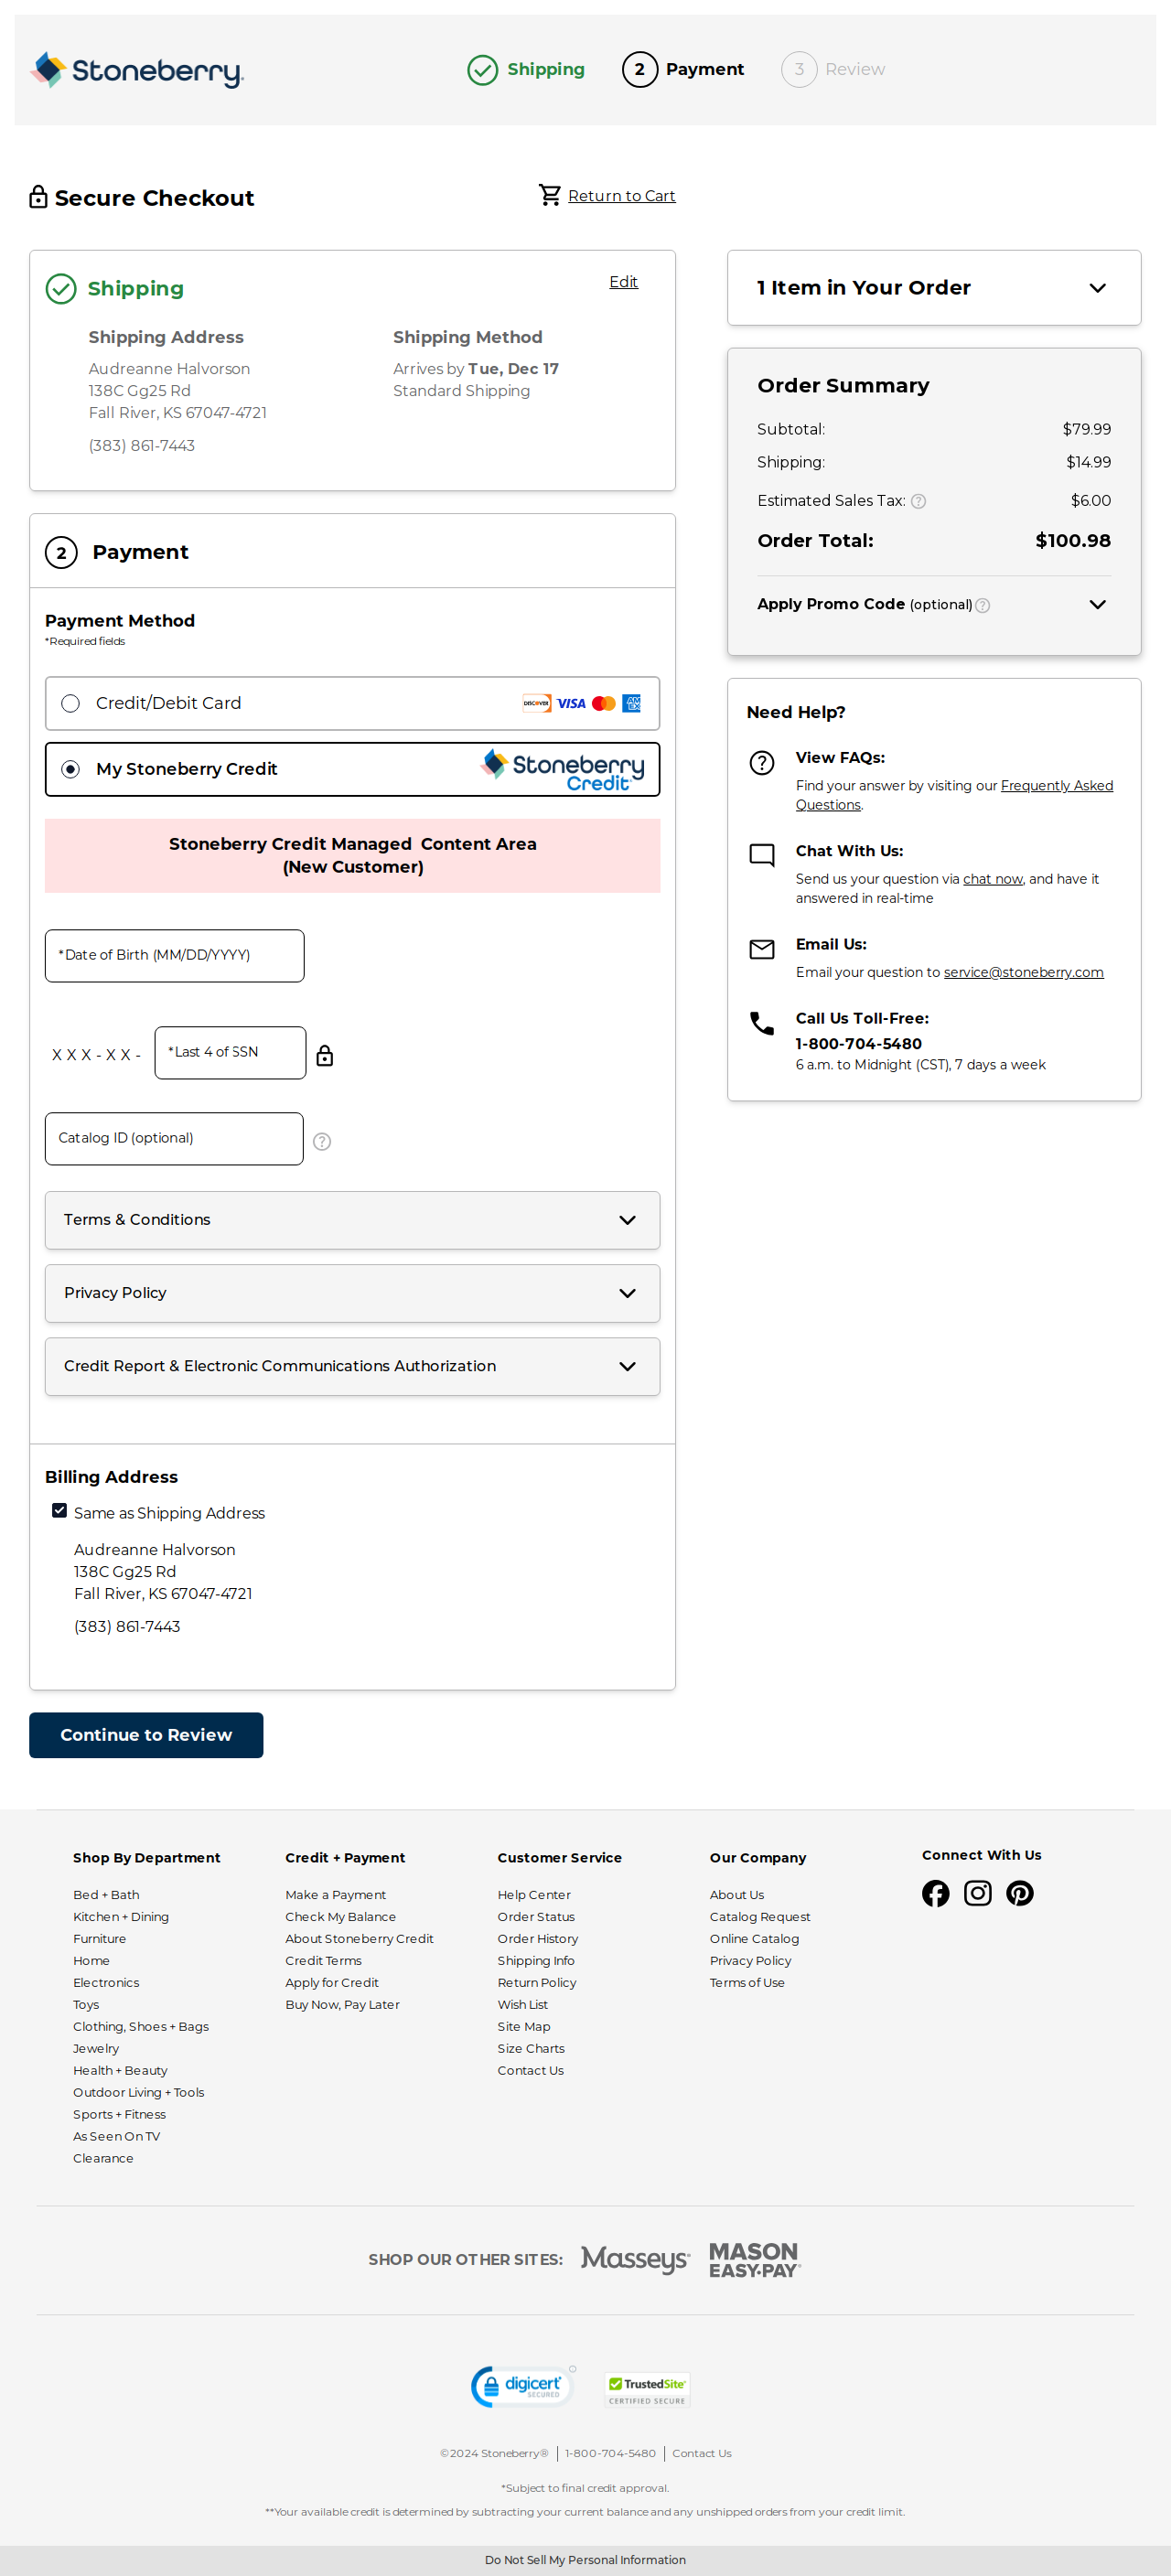 Stoneberry.
Shipping
2 Payment
3 Review
Secure Checkout
Return to Cart
Shipping
Edit
Shipping Address
Audreanne Halvorson
138C Gg25 Rd
Fall River, KS 67047-4721
(383) 861-7443
Shipping Method
Arrives by Tue, Dec 17
Standard Shipping
2 Payment
Payment Method
*Required fields
Credit/Debit Card
DISCOVER VISA AMEX
My Stoneberry Credit
Stoneberry
Credit
Stoneberry Credit Managed Content Area
(New Customer)
*Date of Birth (MM/DD/YYYY)
X X X - X X -
*Last 4 of SSN
Catalog ID (optional)
?
Terms & Conditions
Privacy Policy
Credit Report & Electronic Communications Authorization
Billing Address
Same as Shipping Address
Audreanne Halvorson
138C Gg25 Rd
Fall River, KS 67047-4721
(383) 861-7443
Continue to Review
1 Item in Your Order
Order Summary
Subtotal: $79.99
Shipping: $14.99
Estimated Sales Tax: ? $6.00
Order Total: $100.98
Apply Promo Code (optional) ?
Need Help?
?
View FAQs:
Find your answer by visiting our Frequently Asked
Questions.
Chat With Us:
Send us your question via chat now, and have it
answered in real-time
Email Us:
Email your question to service@stoneberry.com
Call Us Toll-Free:
1-800-704-5480
6 a.m. to Midnight (CST), 7 days a week
Shop By Department
Bed + Bath
Kitchen + Dining
Furniture
Home
Electronics
Toys
Clothing, Shoes + Bags
Jewelry
Health + Beauty
Outdoor Living + Tools
Sports + Fitness
As Seen On TV
Clearance
Credit + Payment
Make a Payment
Check My Balance
About Stoneberry Credit
Credit Terms
Apply for Credit
Buy Now, Pay Later
Customer Service
Help Center
Order Status
Order History
Shipping Info
Return Policy
Wish List
Site Map
Size Charts
Contact Us
Our Company
About Us
Catalog Request
Online Catalog
Privacy Policy
Terms of Use
Connect With Us
SHOP OUR OTHER SITES:
Masseys®
MASON
EASY•PAY®
digicert®
SECURED
TrustedSite
CERTIFIED SECURE
©2024 Stoneberry® | 1-800-704-5480 | Contact Us
*Subject to final credit approval.
**Your available credit is determined by subtracting your current balance and any unshipped orders from your credit limit.
Do Not Sell My Personal Information